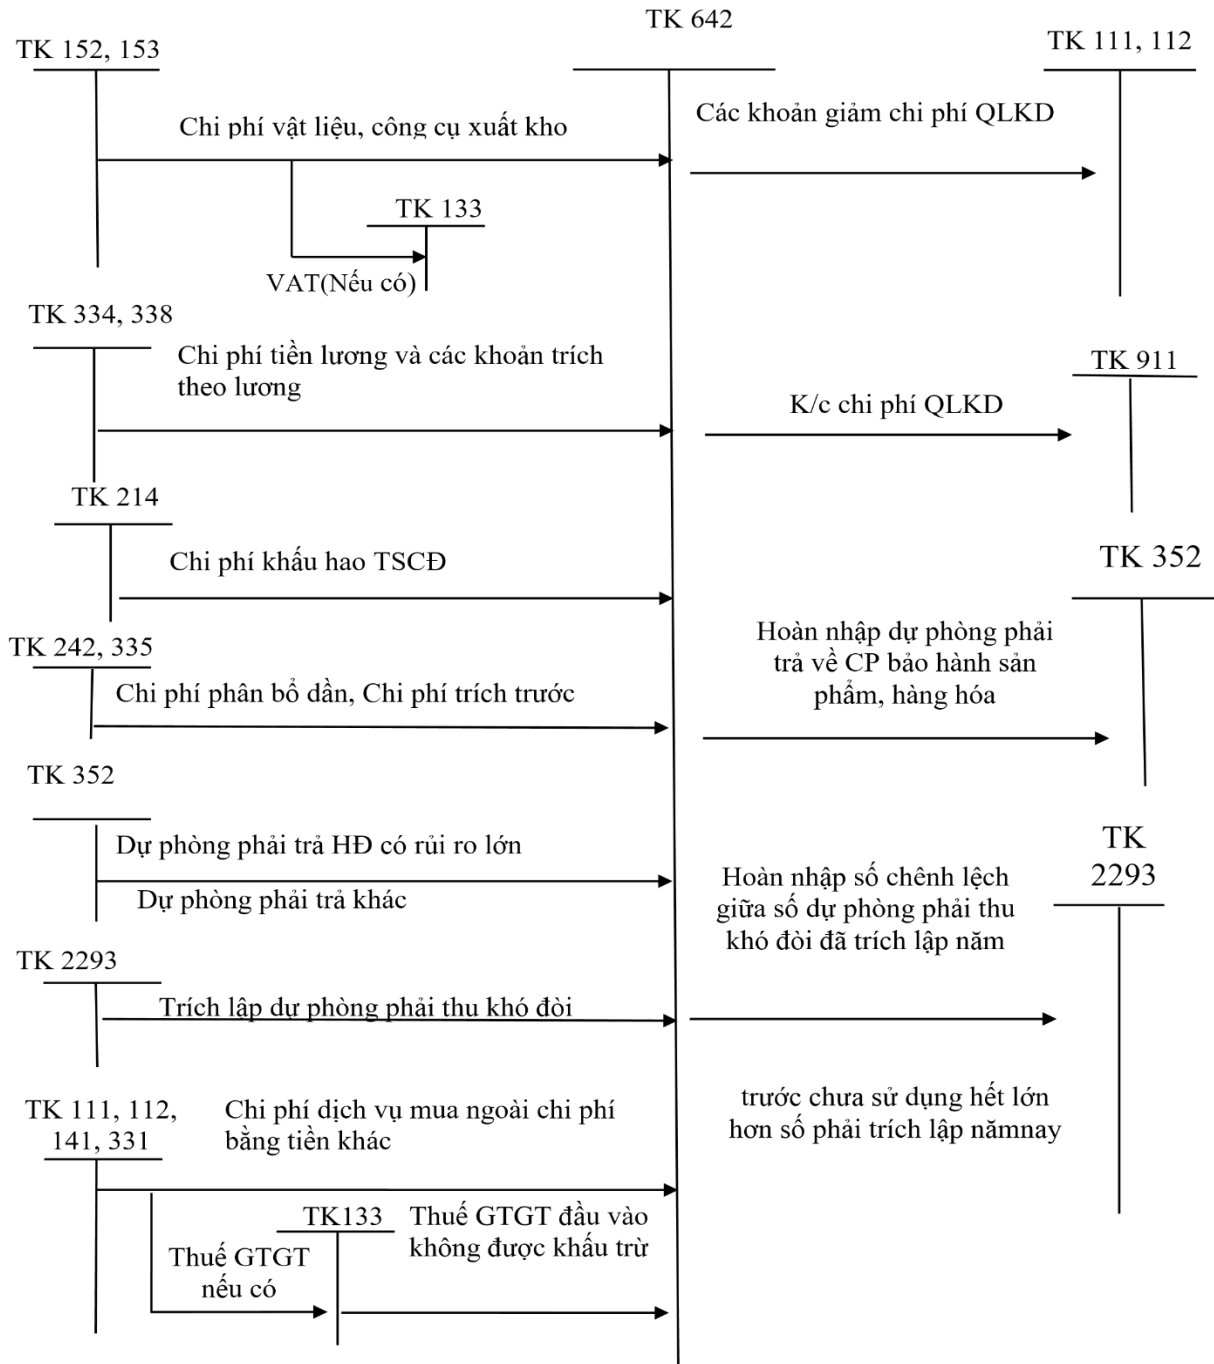 TK 642
TK 152, 153
TK 111, 112
Chi phí vật liệu, công cụ xuất kho
Các khoản giảm chi phí QLKD
TK 133
VAT(Nếu có)
TK 334, 338
Chi phí tiền lương và các khoản trích
theo lương
TK 911
K/c chi phí QLKD
TK 214
Chi phí khấu hao TSCĐ
TK 352
TK 242, 335
Chi phí phân bổ dần, Chi phí trích trước
Hoàn nhập dự phòng phải
trả về CP bảo hành sản
phẩm, hàng hóa
TK 352
Dự phòng phải trả HĐ có rủi ro lớn
Dự phòng phải trả khác
TK
2293
Hoàn nhập số chênh lệch
giữa số dự phòng phải thu
khó đòi đã trích lập năm
TK 2293
Trích lập dự phòng phải thu khó đòi
trước chưa sử dụng hết lớn
hơn số phải trích lập nămnay
TK 111, 112,
141, 331
Chi phí dịch vụ mua ngoài chi phí
bằng tiền khác
TK133
Thuế GTGT đầu vào
không được khấu trừ
Thuế GTGT
nếu có